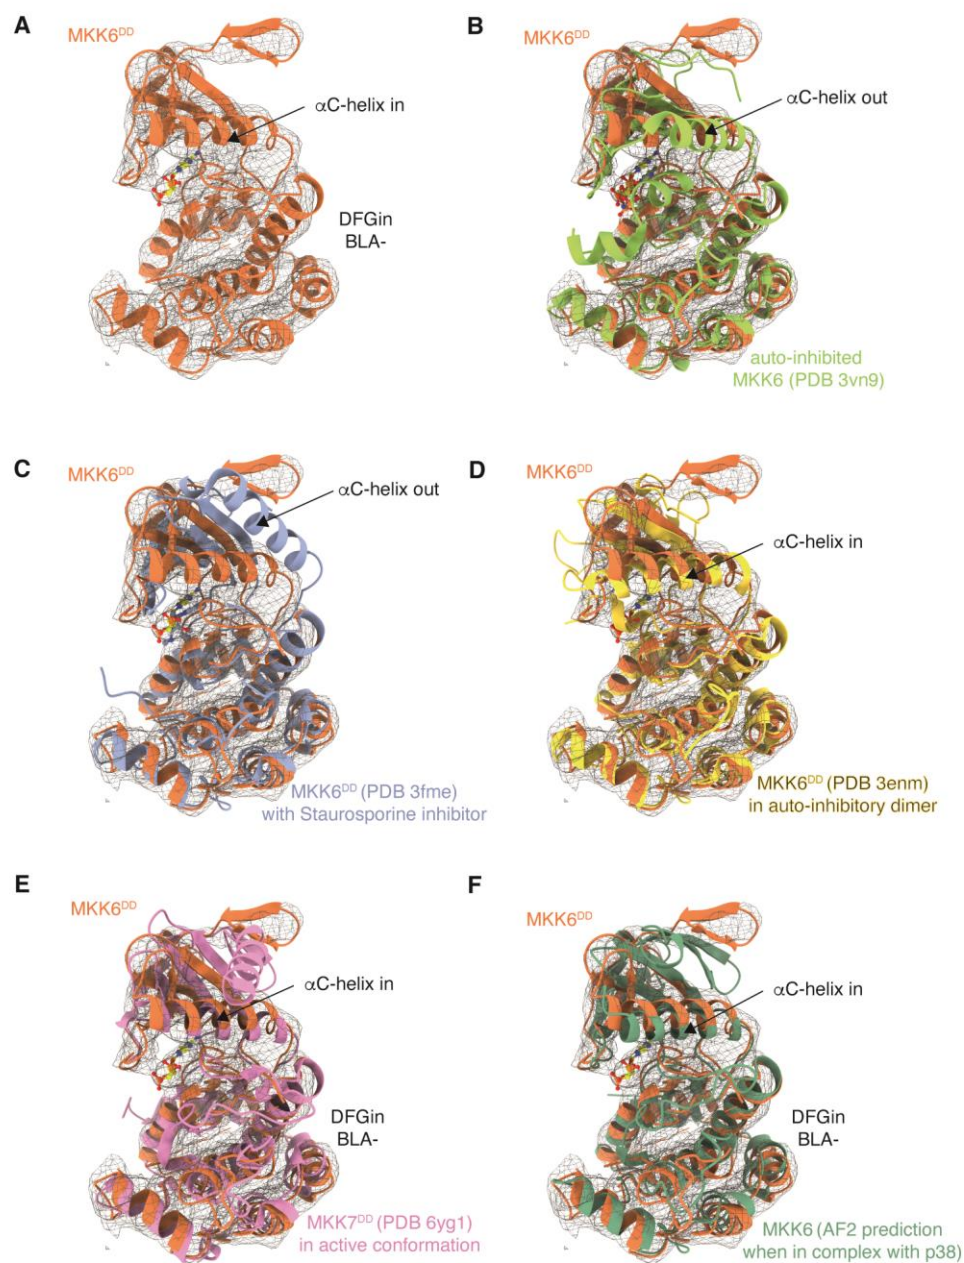 A
MKK6ᴰᴰ
αC-helix in
DFGin
BLA-
B
MKK6ᴰᴰ
αC-helix out
auto-inhibited
MKK6 (PDB 3vn9)
C
MKK6ᴰᴰ
αC-helix out
MKK6ᴰᴰ (PDB 3fme)
with Staurosporine inhibitor
D
MKK6ᴰᴰ
αC-helix in
MKK6ᴰᴰ (PDB 3enm)
in auto-inhibitory dimer
E
MKK6ᴰᴰ
αC-helix in
DFGin
BLA-
MKK7ᴰᴰ (PDB 6yg1)
in active conformation
F
MKK6ᴰᴰ
αC-helix in
DFGin
BLA-
MKK6 (AF2 prediction
when in complex with p38)